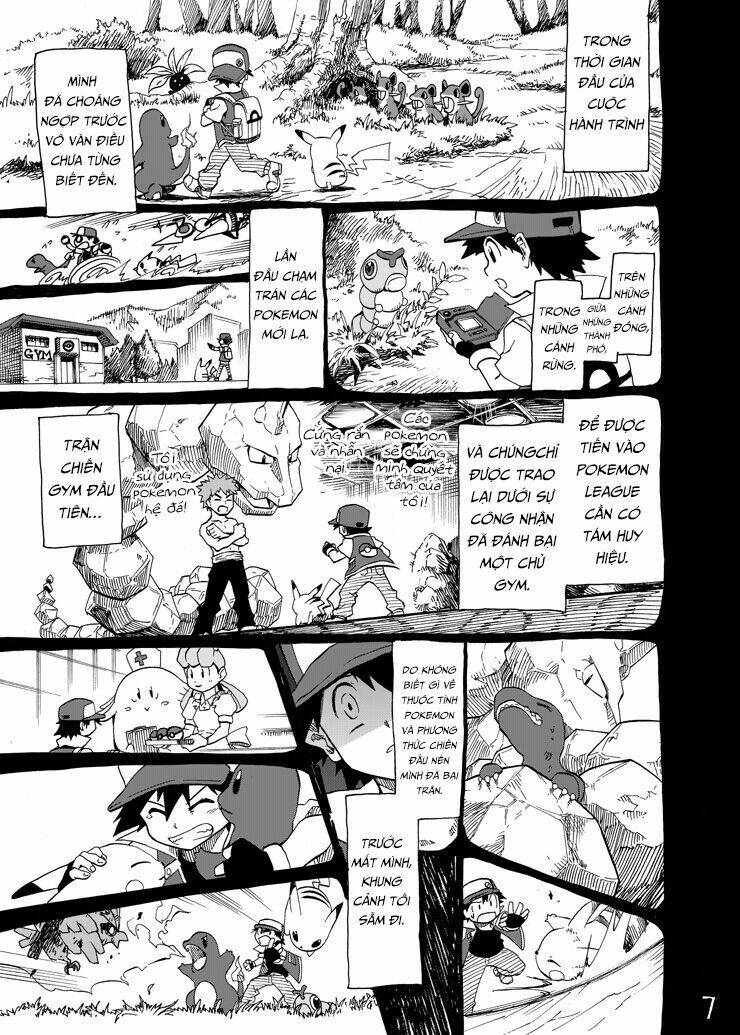 TRONG
THỜI GIAN
ĐẦU CỦA
CUỘC
HÀNH TRÌNH
MÌNH
ĐÃ CHOÁNG
NGỢP TRƯỚC
VÔ VÀN ĐIỀU
CHƯA TỪNG
BIẾT ĐẾN.
TRÊN
NHỮNG CÁNH
ĐỒNG,
GIỮA
NHỮNG
THÀNH
PHỐ,
TRONG
NHỮNG
CÁNH
RỪNG.
LẦN
ĐẦU CHẠM
TRÁN CÁC
POKEMON
MỚI LẠ.
GYM
ĐỂ ĐƯỢC
TIẾN VÀO
POKEMON
LEAGUE
CẦN CÓ
TÁM HUY
HIỆU.
VÀ CHÚNGCHỈ
ĐƯỢC TRAO
LẠI DƯỚI SỰ
CÔNG NHẬN
ĐÃ ĐÁNH BẠI
MỘT CHỦ
GYM.
CÁC
POKEMON
SẼ CHỨNG
MINH QUYẾT
TÂM CỦA
TÔI!
CỨNG RẮN
VÀ NHẪN
NẠI.
TÔI
SỬ DỤNG
POKEMON
HỆ ĐÁ!
TRẬN
CHIẾN
GYM ĐẦU
TIÊN...
DO KHÔNG
BIẾT GÌ VỀ
THUỘC TÍNH
POKEMON
VÀ PHƯƠNG
THỨC CHIẾN
ĐẤU NÊN
MÌNH ĐÃ BẠI
TRẬN.
TRƯỚC
MẮT MÌNH,
KHUNG
CẢNH TỐI
SẦM ĐI.
7